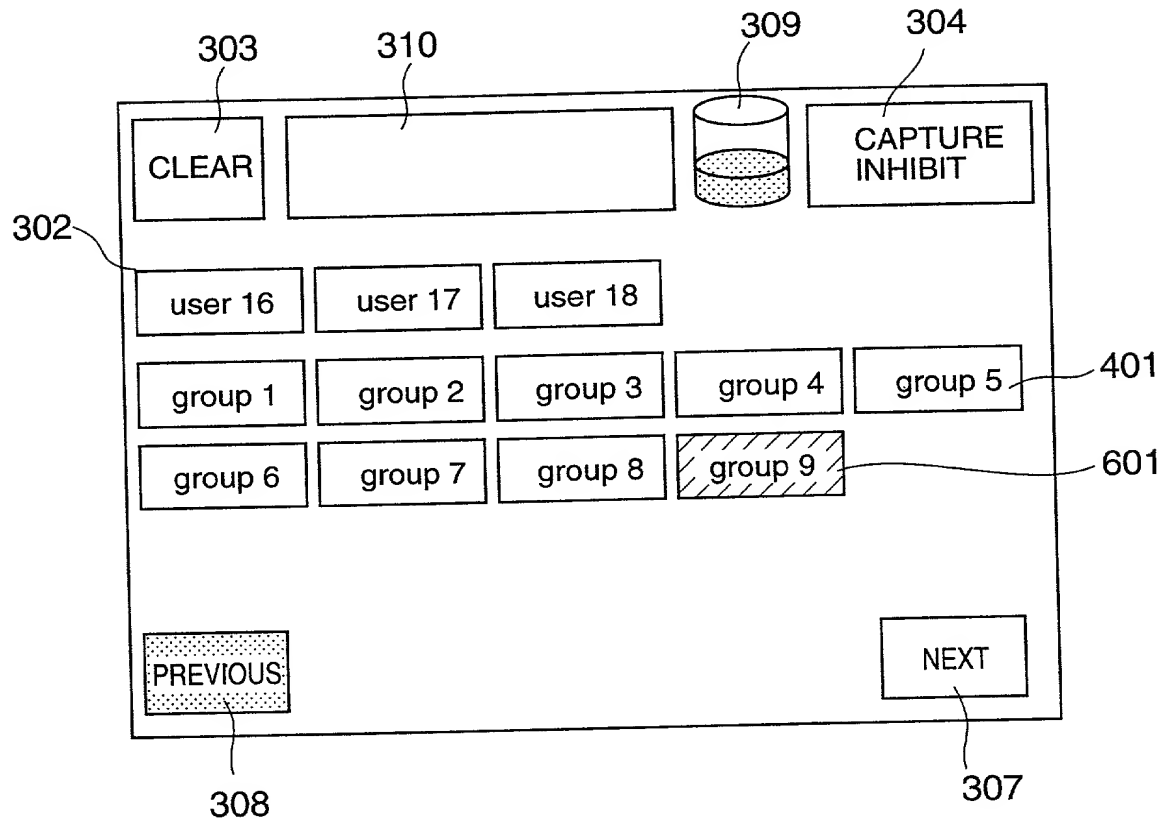 303
310
309
304
CLEAR
CAPTURE
INHIBIT
302
user 16
user 17
user 18
group 1
group 2
group 3
group 4
group 5
401
group 6
group 7
group 8
group 9
601
PREVIOUS
NEXT
308
307